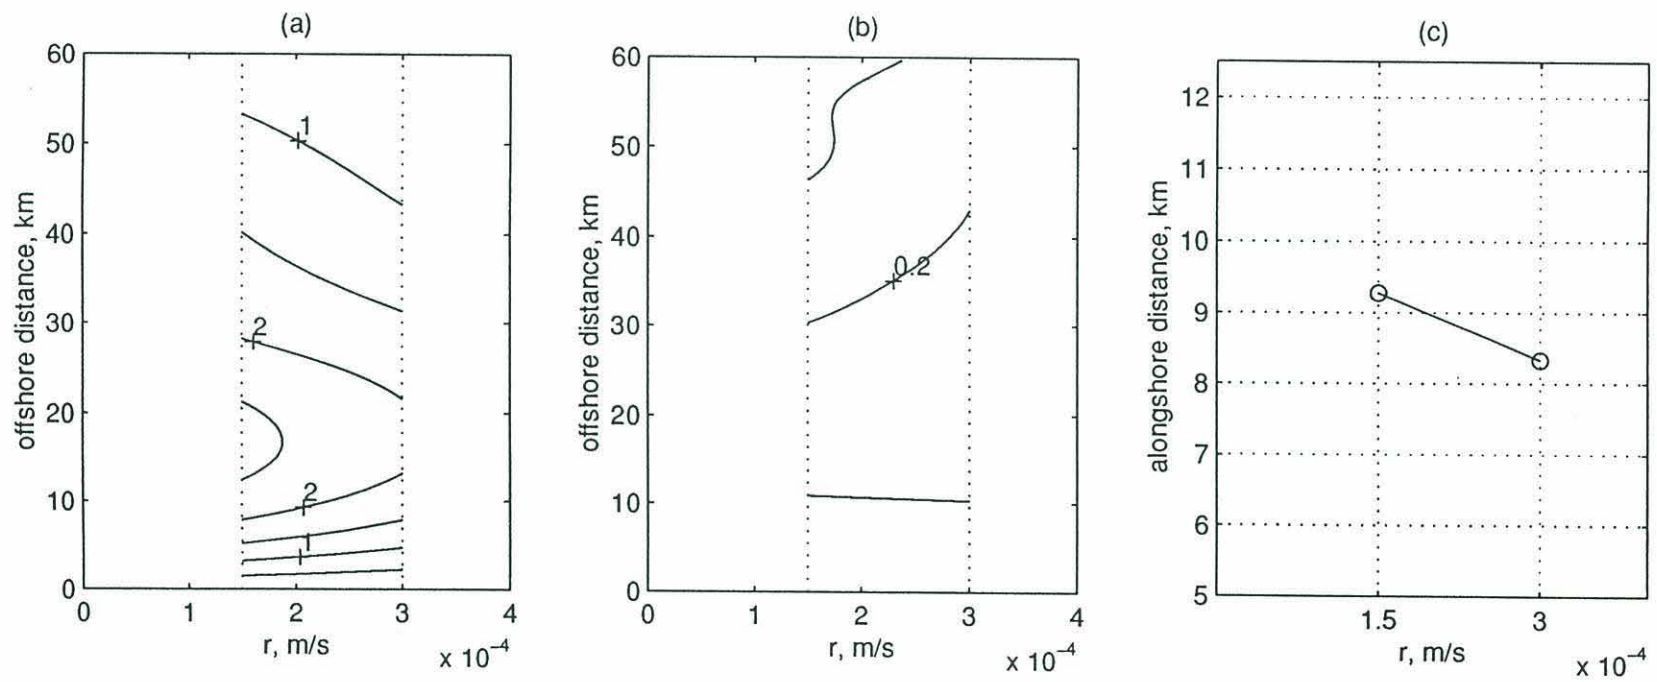 (a)
60
50
40
30
20
10
0
offshore distance, km
1
2
2
1
0 1 2 3 4
r, m/s
x 10⁻⁴
(b)
60
50
40
30
20
10
0
offshore distance, km
0.2
0 1 2 3 4
r, m/s
x 10⁻⁴
(c)
12
11
10
9
8
7
6
5
alongshore distance, km
1.5 3
r, m/s
x 10⁻⁴